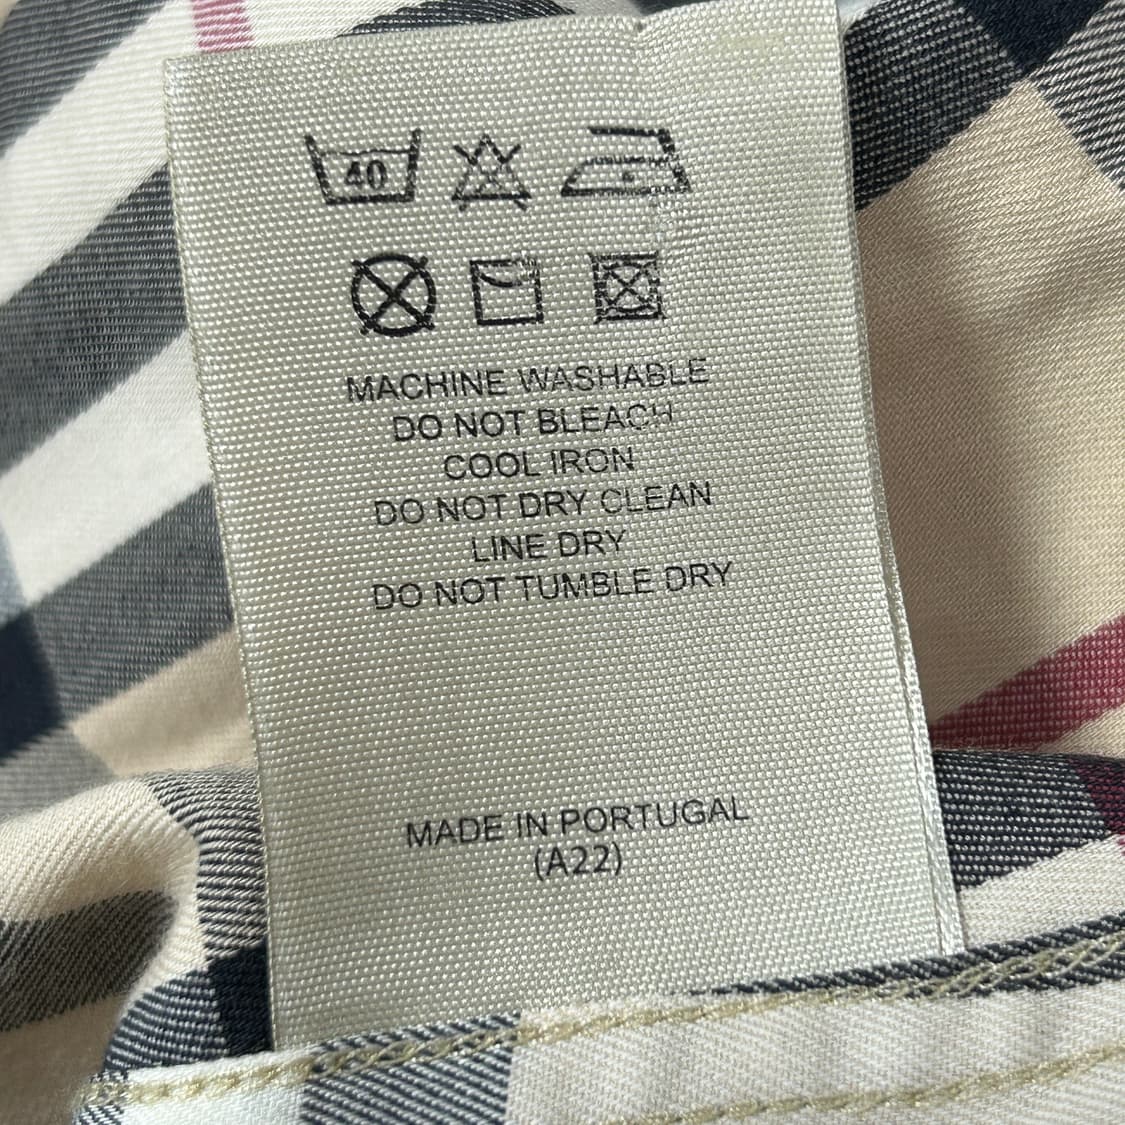 40
MACHINE WASHABLE
DO NOT BLEACH
COOL IRON
DO NOT DRY CLEAN
LINE DRY
DO NOT TUMBLE DRY
MADE IN PORTUGAL
(A22)